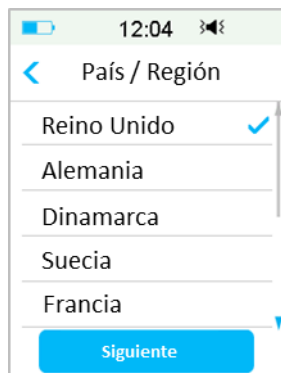 12:04
País / Región
Reino Unido
Alemania
Dinamarca
Suecia
Francia
Siguiente